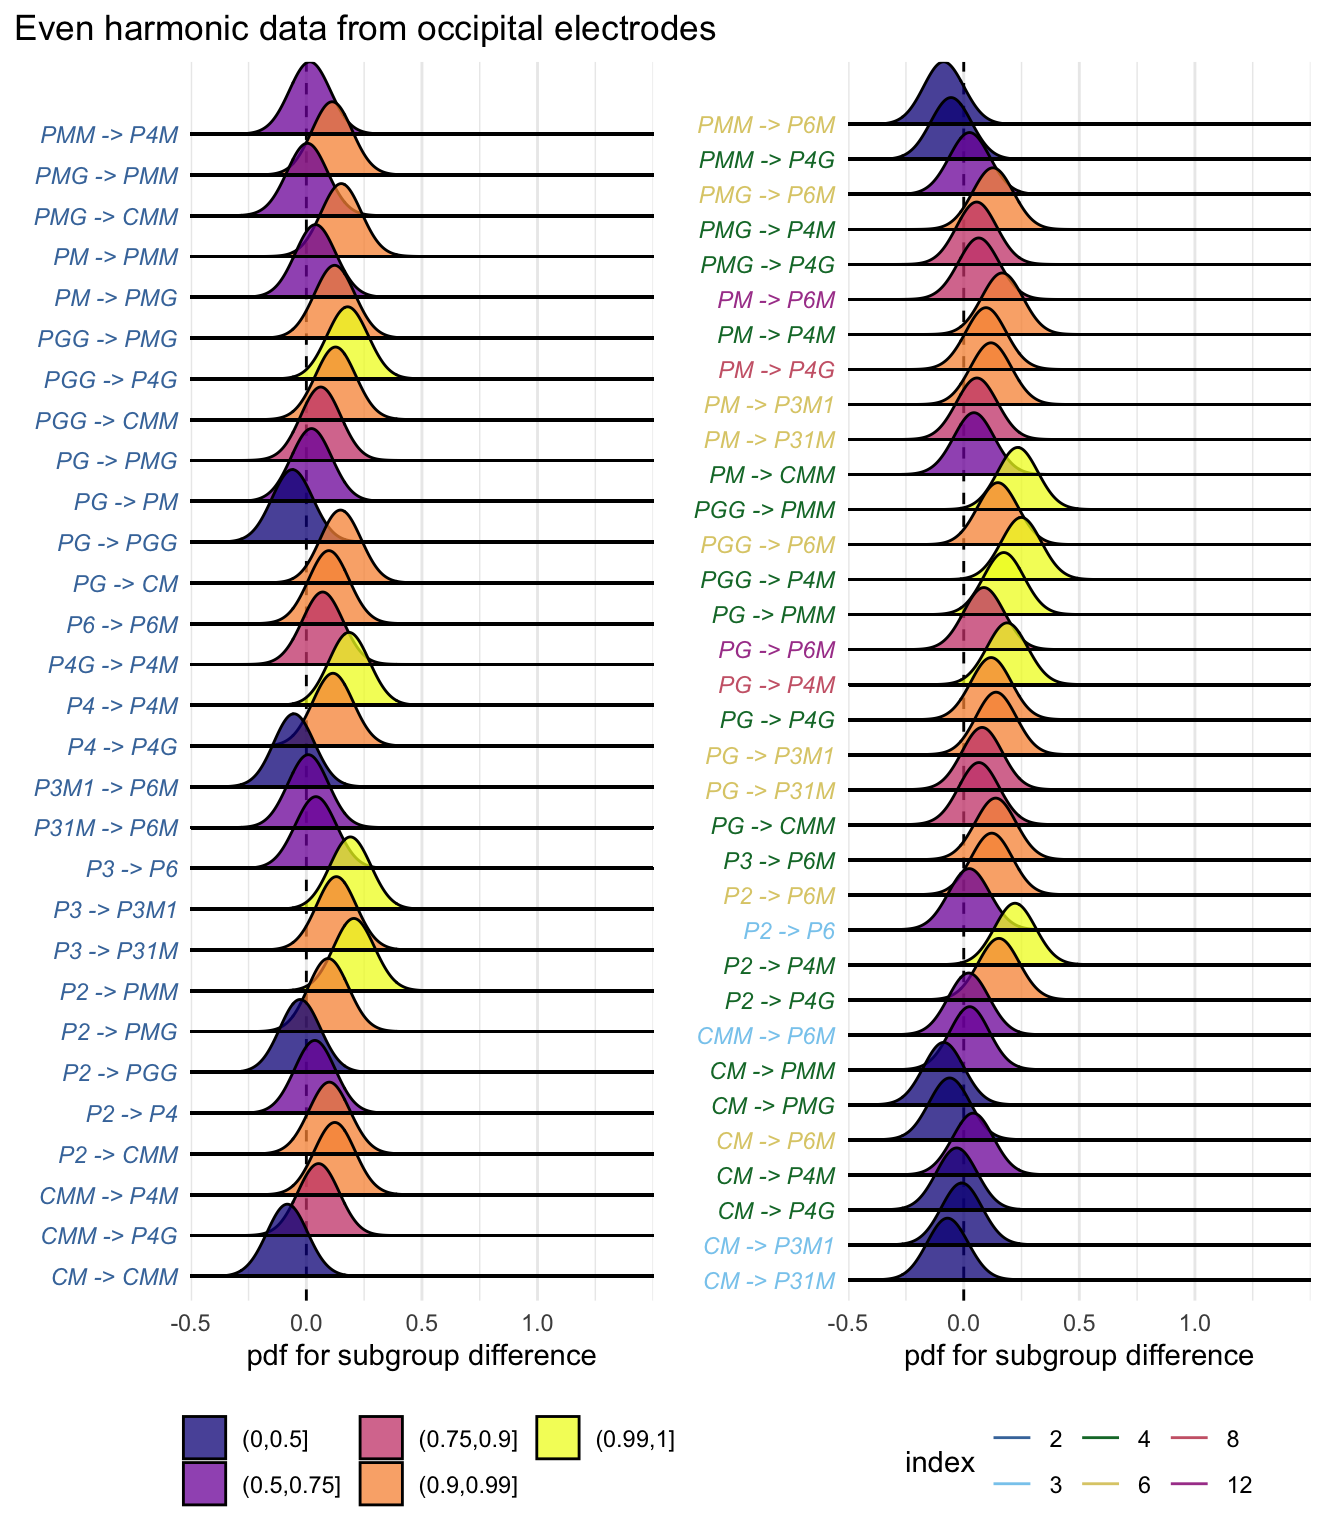 Even harmonic data from occipital electrodes
PMM -> P4M
PMG -> PMM
PMG -> CMM
PM -> PMM
PM -> PMG
PGG -> PMG
PGG -> P4G
PGG -> CMM
PG -> PMG
PG -> PM
PG -> PGG
PG -> CM
P6 -> P6M
P4G -> P4M
P4 -> P4M
P4 -> P4G
P3M1 -> P6M
P31M -> P6M
P3 -> P6
P3 -> P3M1
P3 -> P31M
P2 -> PMM
P2 -> PMG
P2 -> PGG
P2 -> P4
P2 -> CMM
CMM -> P4M
CMM -> P4G
CM -> CMM
-0.5 0.0 0.5 1.0
pdf for subgroup difference
PMM -> P6M
PMM -> P4G
PMG -> P6M
PMG -> P4M
PMG -> P4G
PM -> P6M
PM -> P4M
PM -> P4G
PM -> P3M1
PM -> P31M
PM -> CMM
PGG -> PMM
PGG -> P6M
PGG -> P4M
PG -> PMM
PG -> P6M
PG -> P4M
PG -> P4G
PG -> P3M1
PG -> P31M
PG -> CMM
P3 -> P6M
P2 -> P6M
P2 -> P6
P2 -> P4M
P2 -> P4G
CMM -> P6M
CM -> PMM
CM -> PMG
CM -> P6M
CM -> P4M
CM -> P4G
CM -> P3M1
CM -> P31M
-0.5 0.0 0.5 1.0
pdf for subgroup difference
(0,0.5] (0.75,0.9] (0.99,1]
(0.5,0.75] (0.9,0.99]
index
2 4 8
3 6 12